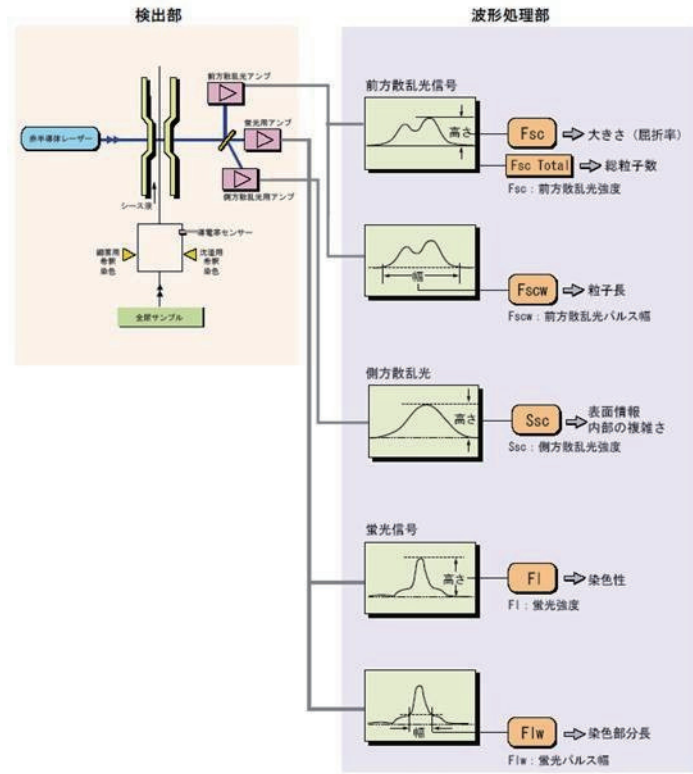 検出部
波形処理部
前方散乱光アンプ
赤半導体レーザー
蛍光用アンプ
側方散乱光用アンプ
シース液
導電率センサー
細菌用
希釈
染色
沈渣用
希釈
染色
全尿サンプル
前方散乱光信号
高さ
Fsc
大きさ（屈折率）
Fsc Total
総粒子数
Fsc：前方散乱光強度
幅
Fscw
粒子長
Fscw：前方散乱光パルス幅
側方散乱光
高さ
Ssc
表面情報
内部の複雑さ
Ssc：側方散乱光強度
蛍光信号
高さ
Fl
染色性
Fl：蛍光強度
幅
Flw
染色部分長
Flw：蛍光パルス幅